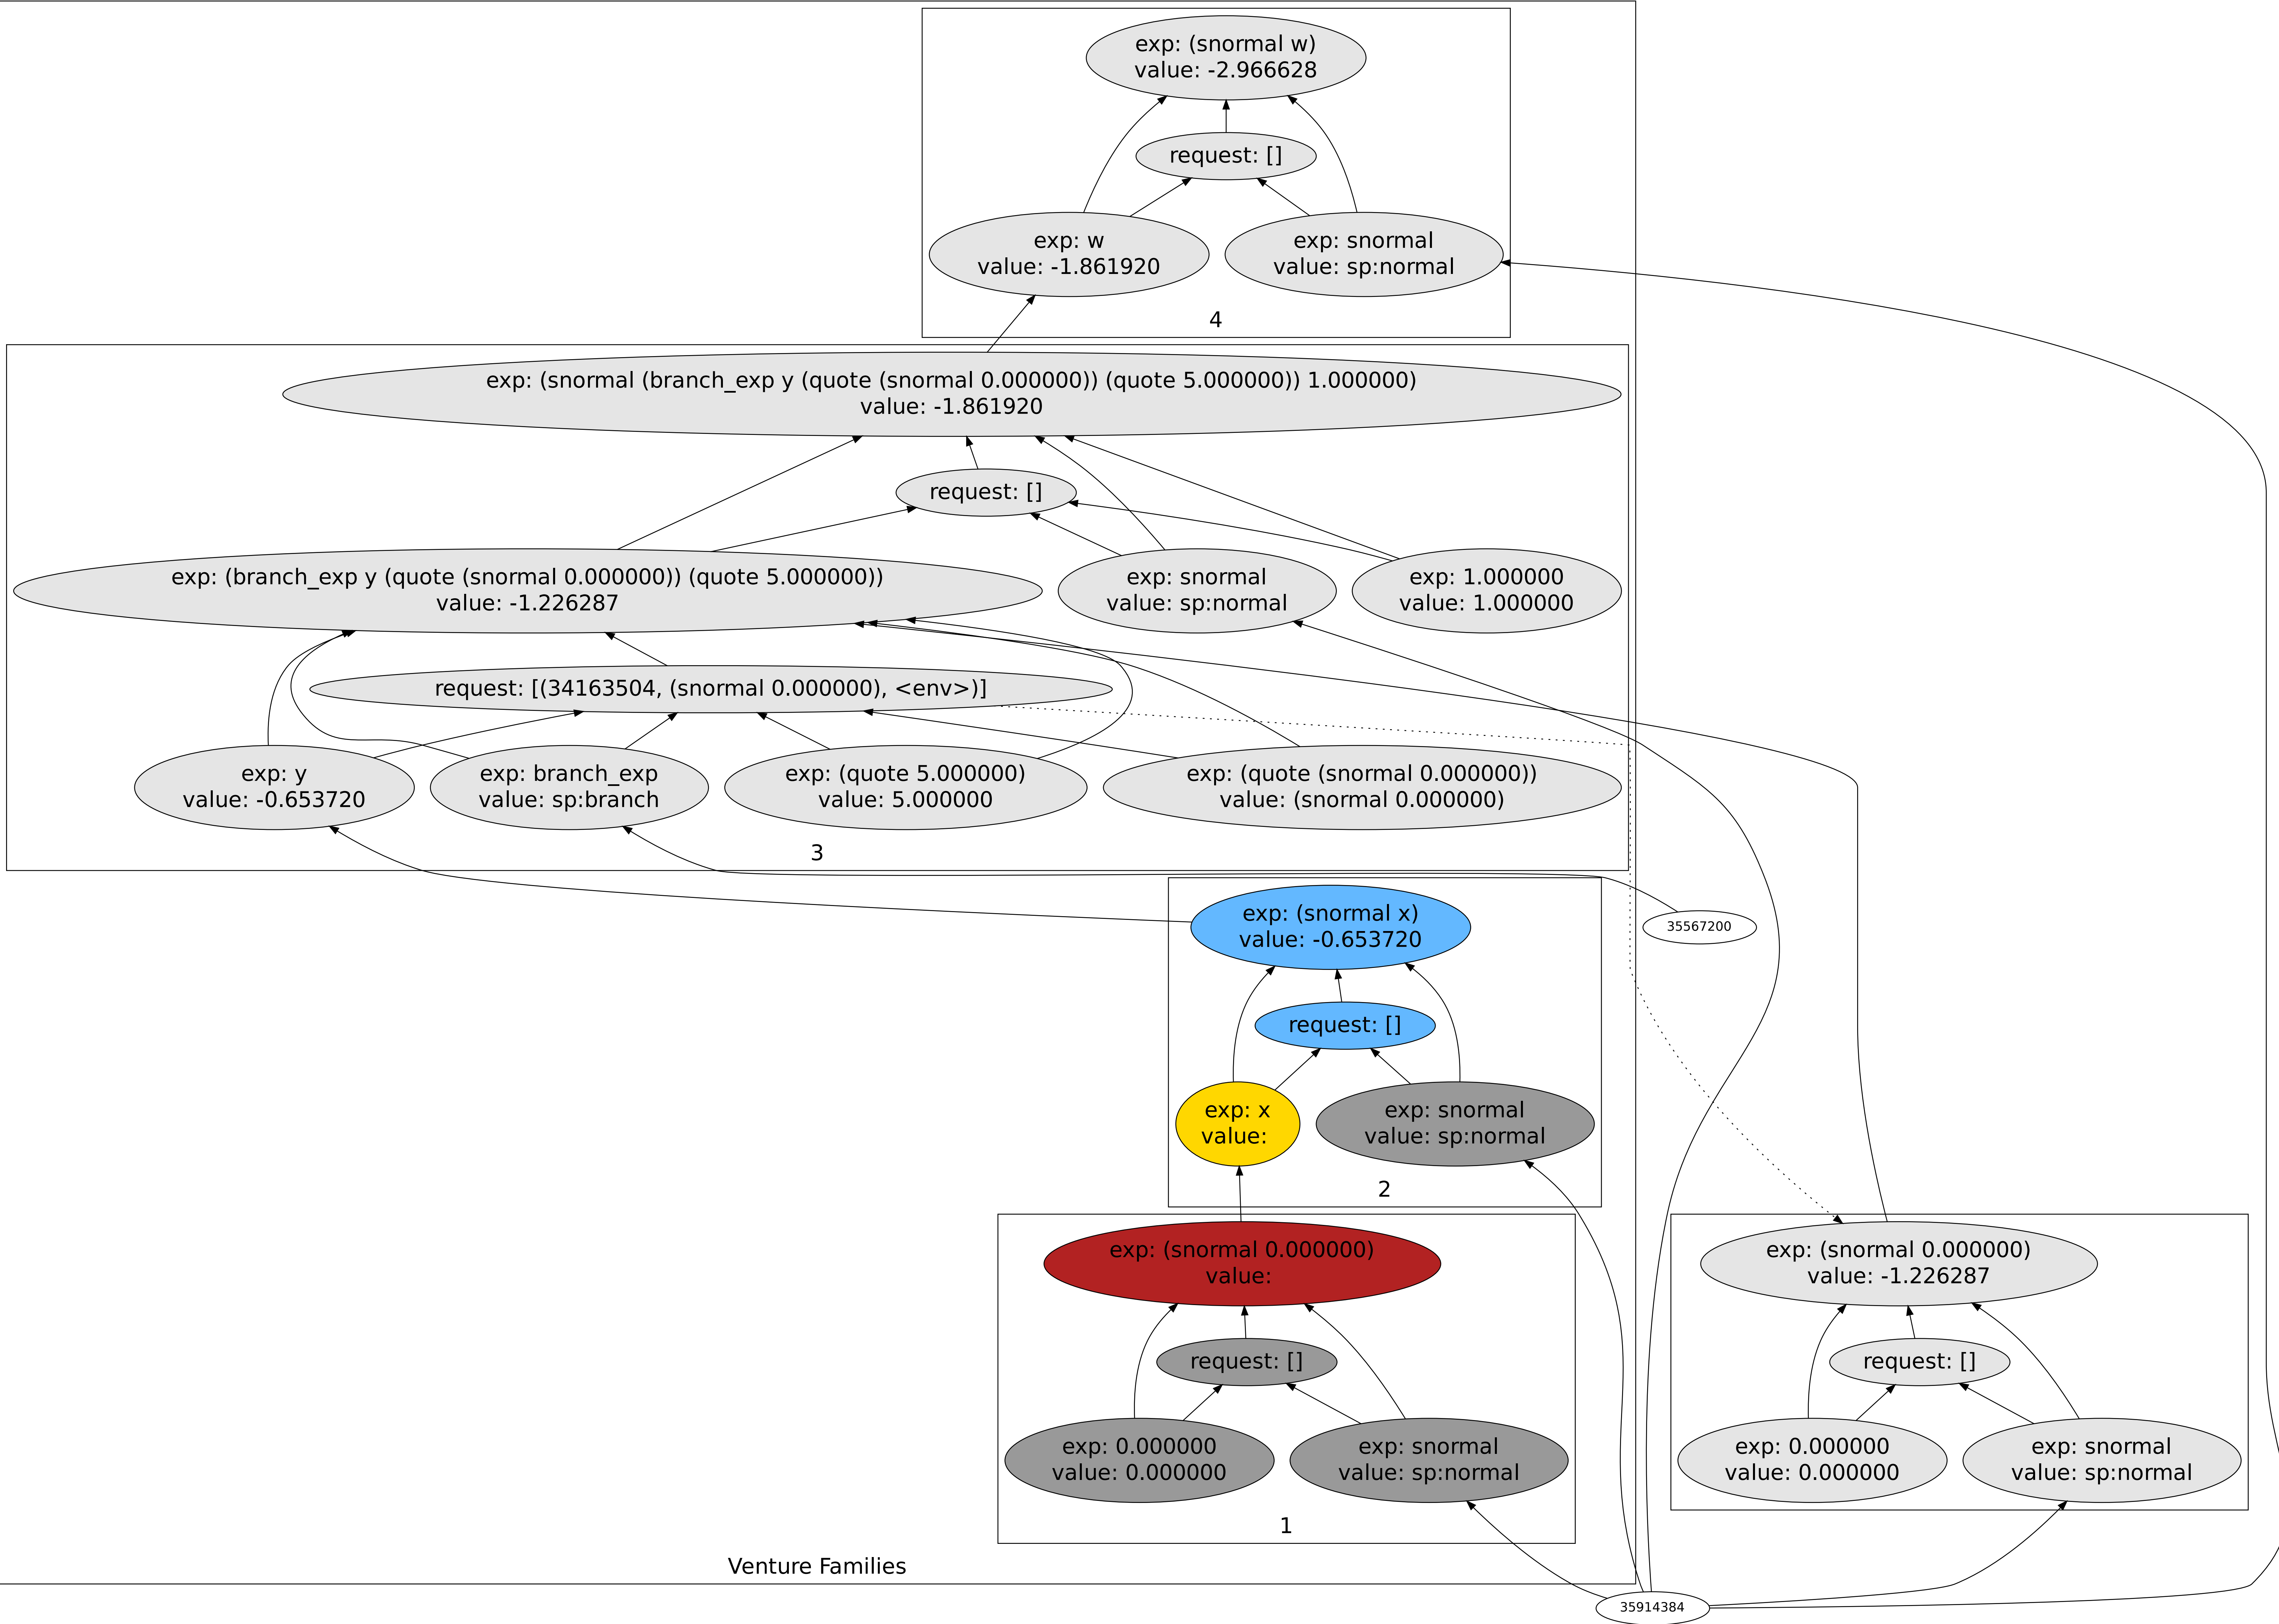 exp: (snormal w)
value: -2.966628
request: []
exp: w
value: -1.861920
exp: snormal
value: sp:normal
4
exp: (snormal (branch_exp y (quote (snormal 0.000000)) (quote 5.000000)) 1.000000)
value: -1.861920
request: []
exp: (branch_exp y (quote (snormal 0.000000)) (quote 5.000000))
value: -1.226287
exp: snormal
value: sp:normal
exp: 1.000000
value: 1.000000
request: [(34163504, (snormal 0.000000), <env>)]
exp: y
value: -0.653720
exp: branch_exp
value: sp:branch
exp: (quote 5.000000)
value: 5.000000
exp: (quote (snormal 0.000000))
value: (snormal 0.000000)
3
exp: (snormal x)
value: -0.653720
35567200
request: []
exp: x
value:
exp: snormal
value: sp:normal
2
exp: (snormal 0.000000)
value:
request: []
exp: 0.000000
value: 0.000000
exp: snormal
value: sp:normal
1
exp: (snormal 0.000000)
value: -1.226287
request: []
exp: 0.000000
value: 0.000000
exp: snormal
value: sp:normal
Venture Families
35914384